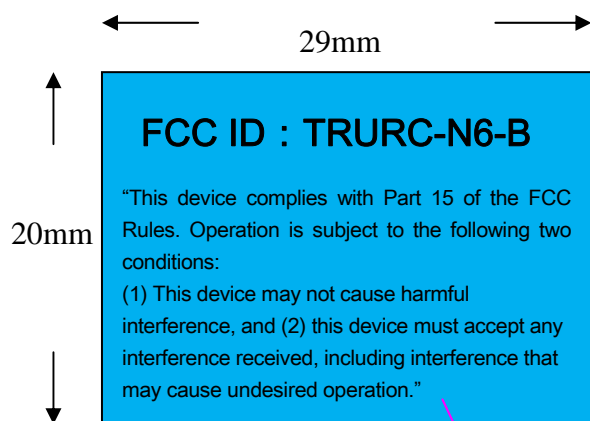 29mm
FCC ID : TRURC-N6-B
“This device complies with Part 15 of the FCC
Rules. Operation is subject to the following two
20mm
conditions:
(1) This device may not cause harmful
interference, and (2) this device must accept any
interference received, including interference that
may cause undesired operation.”